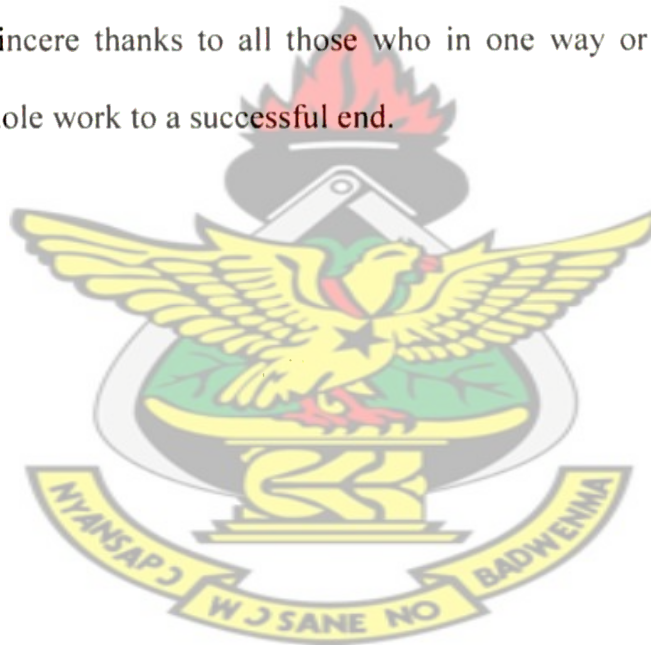 incere thanks to all those who in one way or
ole work to a successful end.
NYANSAPƆ
WƆSANE NO
BADWENMA